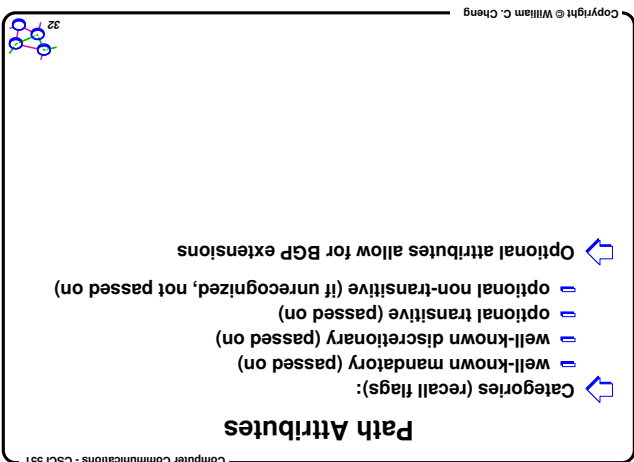 Computer Communications - CSCI 551
Path Attributes
Categories (recall flags):
well-known mandatory (passed on)
well-known discretionary (passed on)
optional transitive (passed on)
optional non-transitive (if unrecognized, not passed on)
Optional attributes allow for BGP extensions
32
Copyright © William C. Cheng